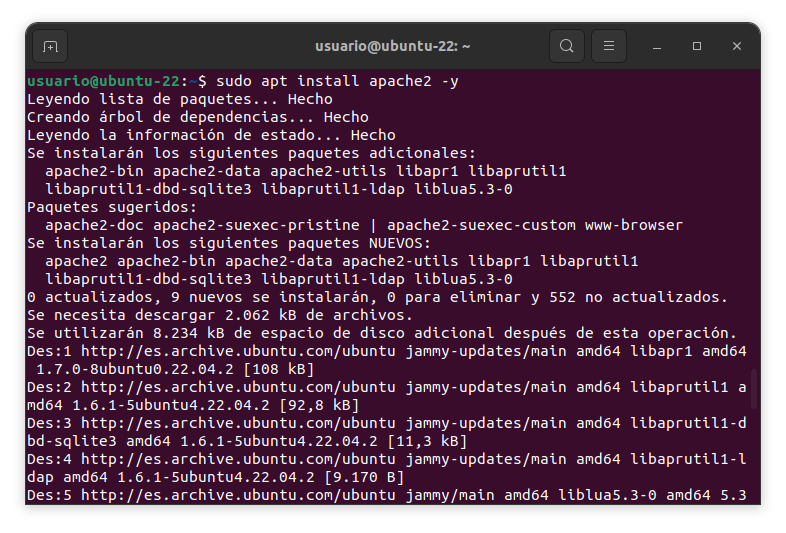 usuario@ubuntu-22: ~
usuario@ubuntu-22:~$ sudo apt install apache2 -y
Leyendo lista de paquetes... Hecho
Creando árbol de dependencias... Hecho
Leyendo la información de estado... Hecho
Se instalarán los siguientes paquetes adicionales:
  apache2-bin apache2-data apache2-utils libapr1 libaprutil1
  libaprutil1-dbd-sqlite3 libaprutil1-ldap liblua5.3-0
Paquetes sugeridos:
  apache2-doc apache2-suexec-pristine | apache2-suexec-custom www-browser
Se instalarán los siguientes paquetes NUEVOS:
  apache2 apache2-bin apache2-data apache2-utils libapr1 libaprutil1
  libaprutil1-dbd-sqlite3 libaprutil1-ldap liblua5.3-0
0 actualizados, 9 nuevos se instalarán, 0 para eliminar y 552 no actualizados.
Se necesita descargar 2.062 kB de archivos.
Se utilizarán 8.234 kB de espacio de disco adicional después de esta operación.
Des:1 http://es.archive.ubuntu.com/ubuntu jammy-updates/main amd64 libapr1 amd64
 1.7.0-8ubuntu0.22.04.2 [108 kB]
Des:2 http://es.archive.ubuntu.com/ubuntu jammy-updates/main amd64 libaprutil1 a
md64 1.6.1-5ubuntu4.22.04.2 [92,8 kB]
Des:3 http://es.archive.ubuntu.com/ubuntu jammy-updates/main amd64 libaprutil1-d
bd-sqlite3 amd64 1.6.1-5ubuntu4.22.04.2 [11,3 kB]
Des:4 http://es.archive.ubuntu.com/ubuntu jammy-updates/main amd64 libaprutil1-l
dap amd64 1.6.1-5ubuntu4.22.04.2 [9.170 B]
Des:5 http://es.archive.ubuntu.com/ubuntu jammy/main amd64 liblua5.3-0 amd64 5.3